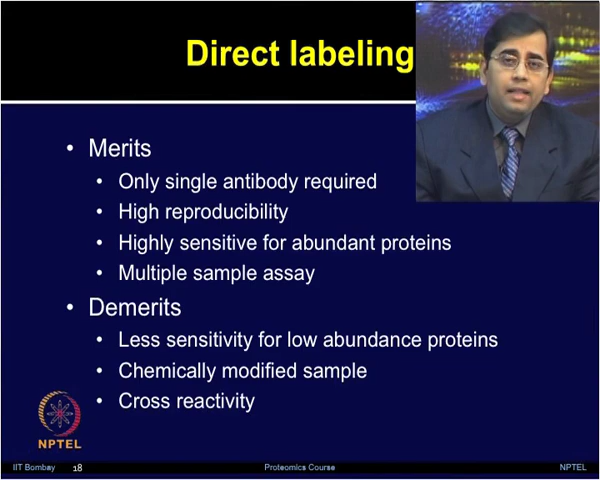 Direct labeling
• Merits
• Only single antibody required
• High reproducibility
• Highly sensitive for abundant proteins
• Multiple sample assay
• Demerits
• Less sensitivity for low abundance proteins
• Chemically modified sample
• Cross reactivity
NPTEL
IIT Bombay 18 Proteomics Course NPTEL